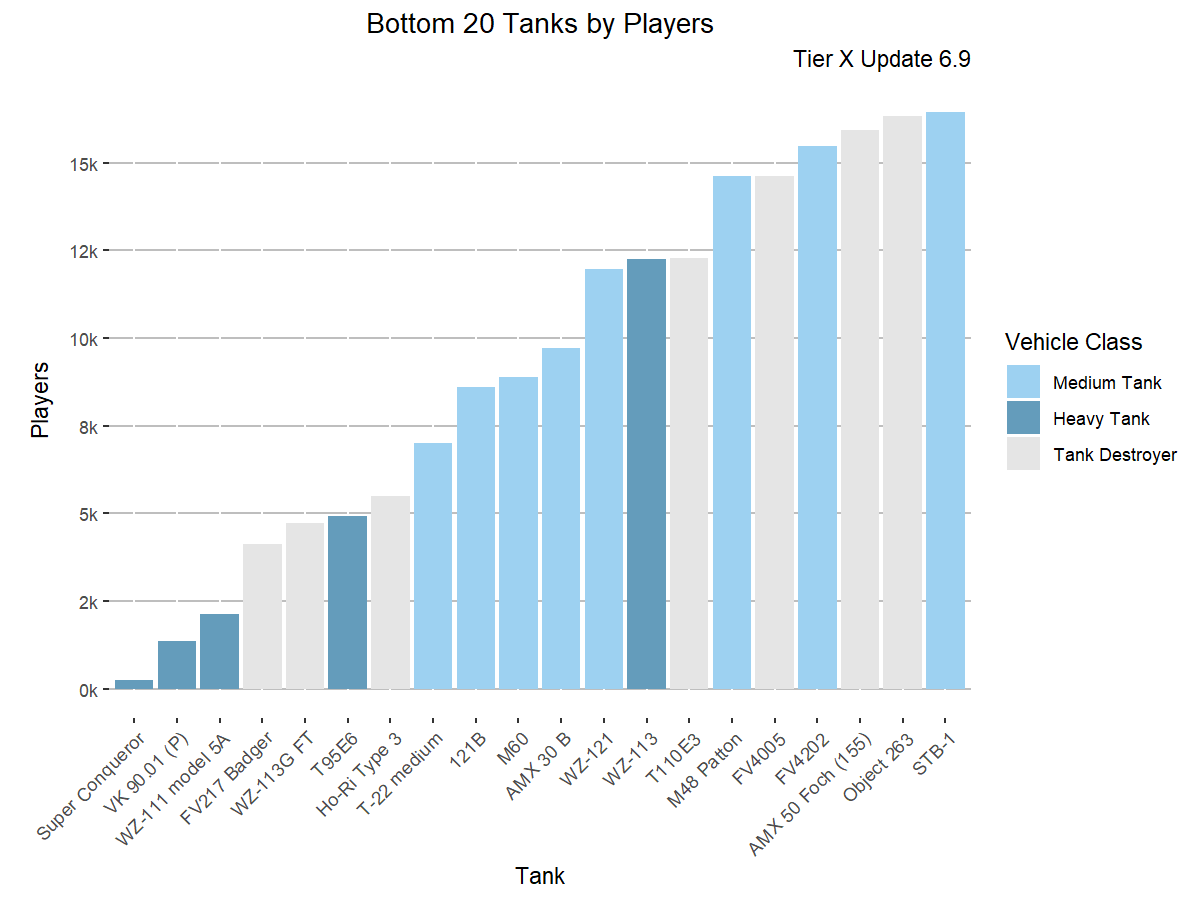 Bottom 20 Tanks by Players
Tier X Update 6.9
Players
15k
12k
10k
8k
5k
2k
0k
Super Conqueror
VK 90.01 (P)
WZ-111 model 5A
FV217 Badger
WZ-113G FT
T95E6
Ho-Ri Type 3
T-22 medium
121B
M60
AMX 30 B
WZ-121
WZ-113
T110E3
M48 Patton
FV4005
FV4202
AMX 50 Foch (155)
Object 263
STB-1
Tank
Vehicle Class
Medium Tank
Heavy Tank
Tank Destroyer